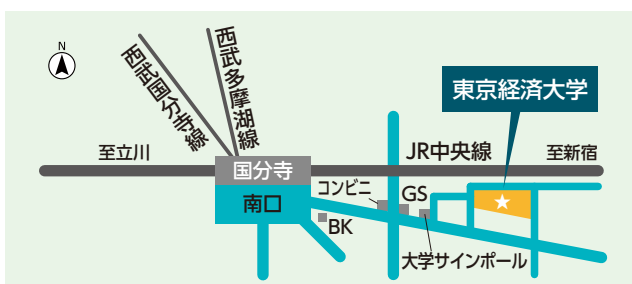 N
西武国分寺線
西武多摩湖線
東京経済大学
至立川
JR中央線
至新宿
国分寺
南口
コンビニ
GS
BK
大学サインポール